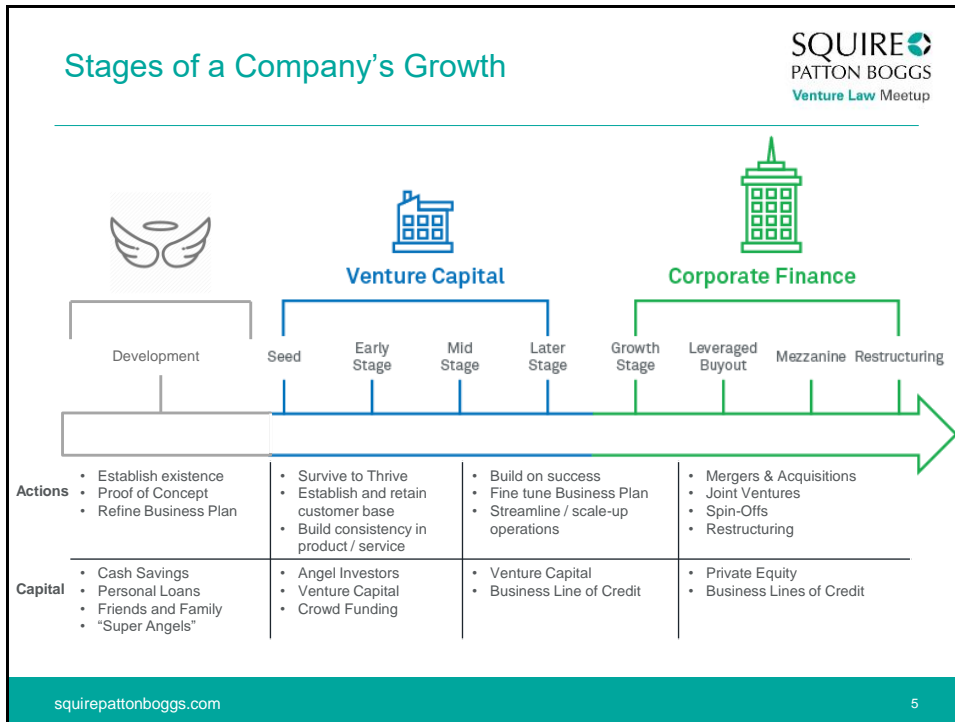 Stages of a Company’s Growth
SQUIRE
PATTON BOGGS
Venture Law Meetup
Venture Capital
Corporate Finance
Development
Seed
Early
Stage
Mid
Stage
Later
Stage
Growth
Stage
Leveraged
Buyout
Mezzanine
Restructuring
Actions
• Establish existence
• Proof of Concept
• Refine Business Plan
• Survive to Thrive
• Establish and retain
customer base
• Build consistency in
product / service
• Build on success
• Fine tune Business Plan
• Streamline / scale-up
operations
• Mergers & Acquisitions
• Joint Ventures
• Spin-Offs
• Restructuring
Capital
• Cash Savings
• Personal Loans
• Friends and Family
• “Super Angels”
• Angel Investors
• Venture Capital
• Crowd Funding
• Venture Capital
• Business Line of Credit
• Private Equity
• Business Lines of Credit
squirepattonboggs.com
5